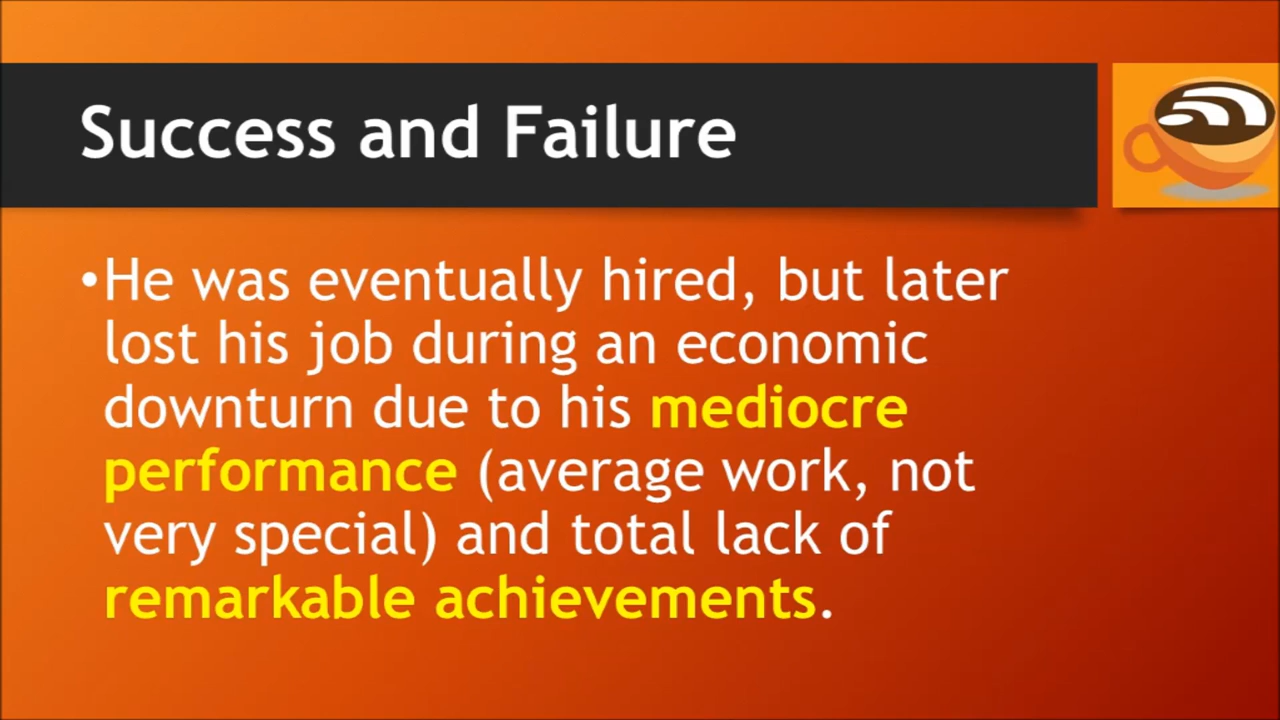 Success and Failure
•He was eventually hired, but later
lost his job during an economic
downturn due to his mediocre
performance (average work, not
very special) and total lack of
remarkable achievements.